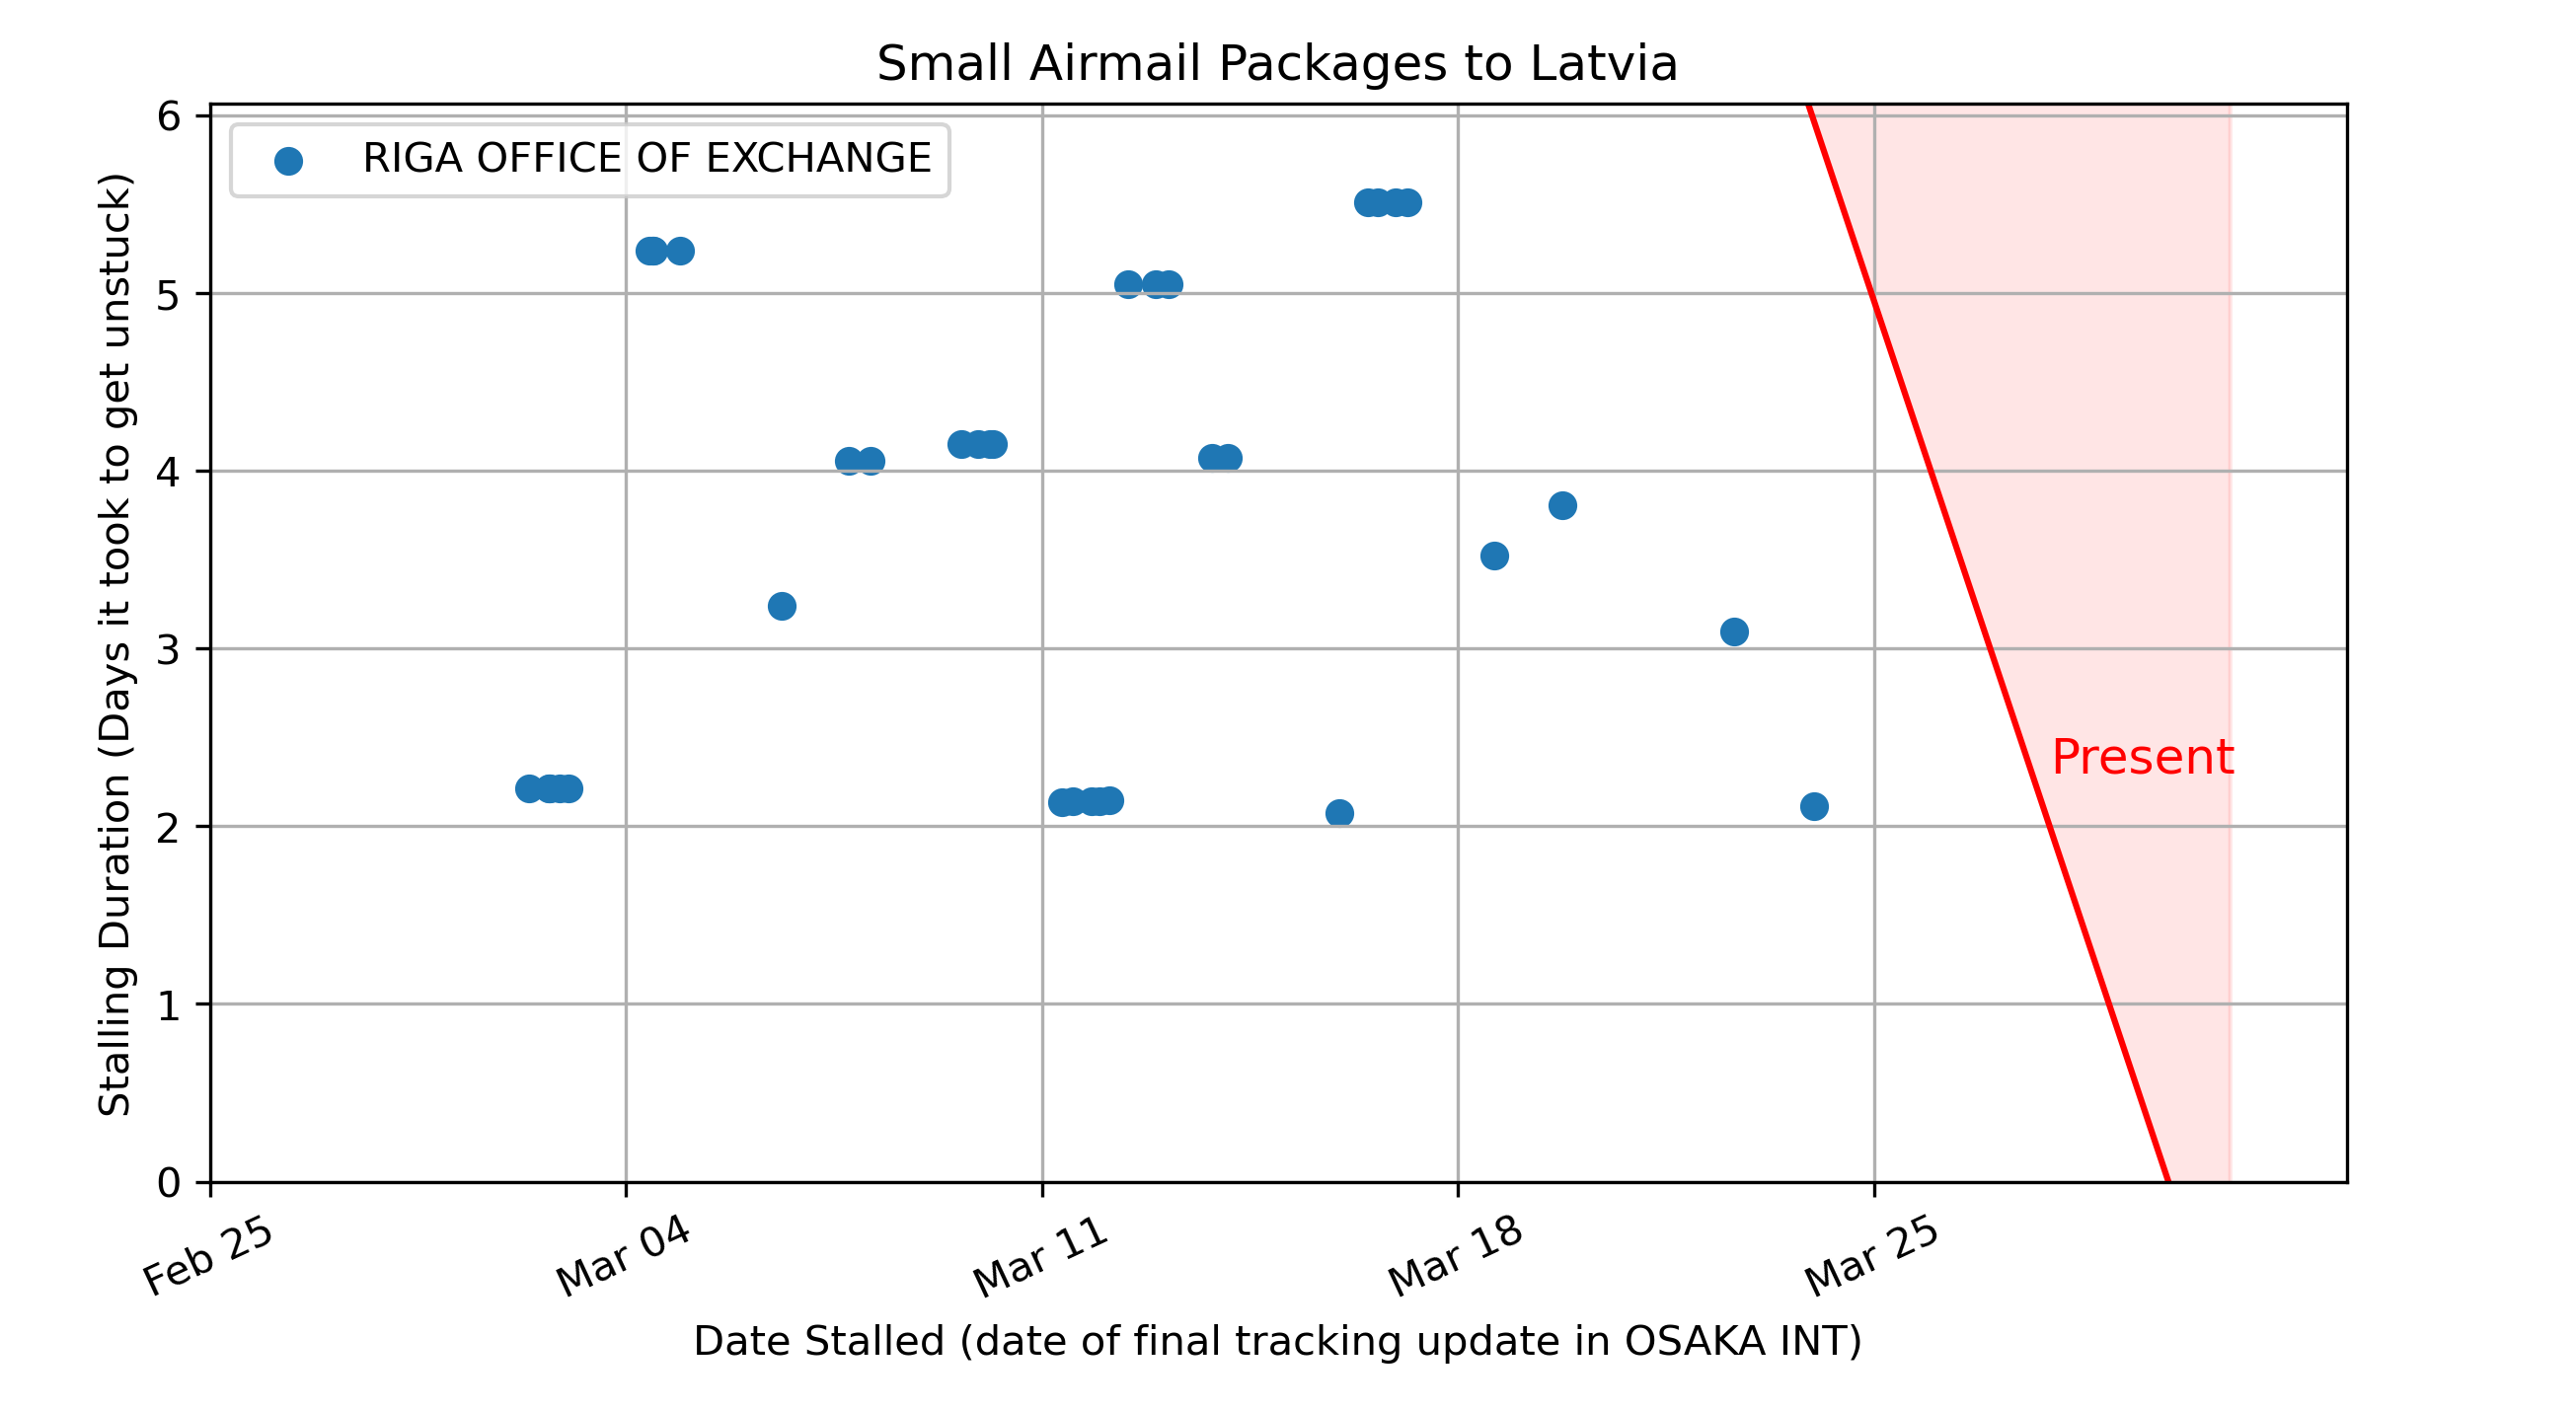 Small Airmail Packages to Latvia
RIGA OFFICE OF EXCHANGE
Stalling Duration (Days it took to get unstuck)
6
5
4
3
2
1
0
Present
Feb 25
Mar 04
Mar 11
Mar 18
Mar 25
Date Stalled (date of final tracking update in OSAKA INT)